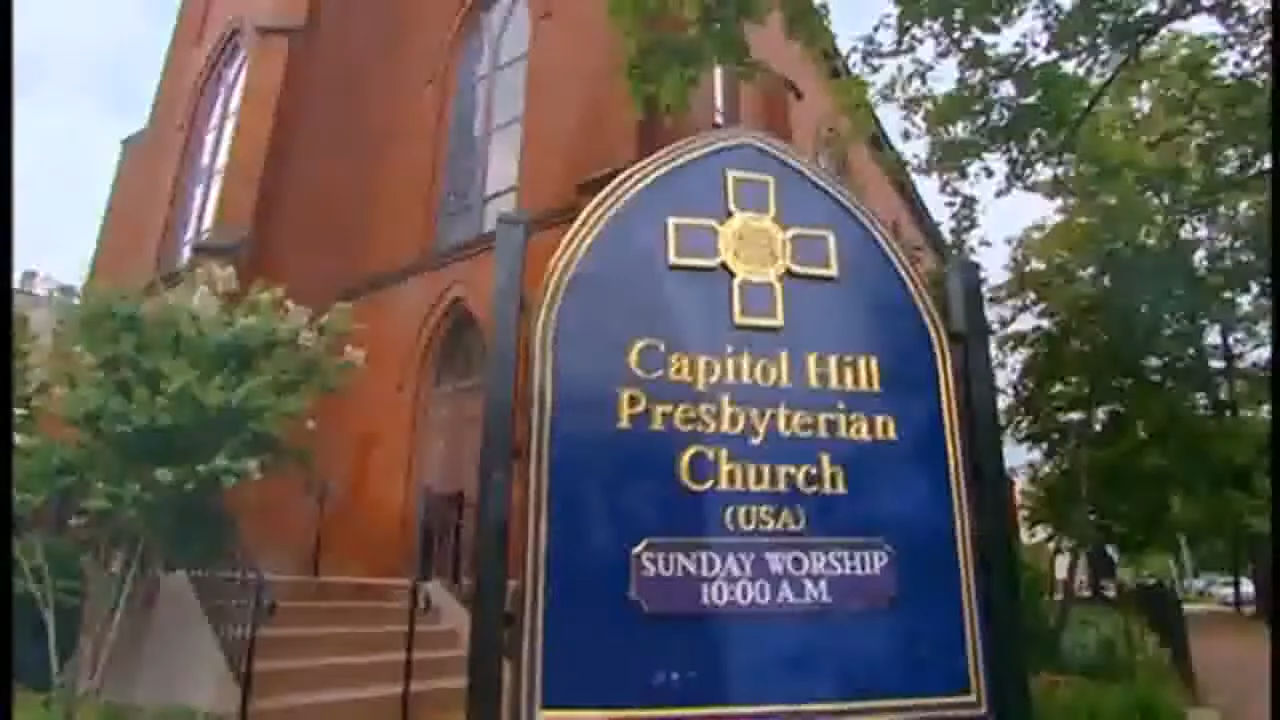 Capitol Hill
Presbyterian
Church
(USA)
SUNDAY WORSHIP
10:00 A.M.